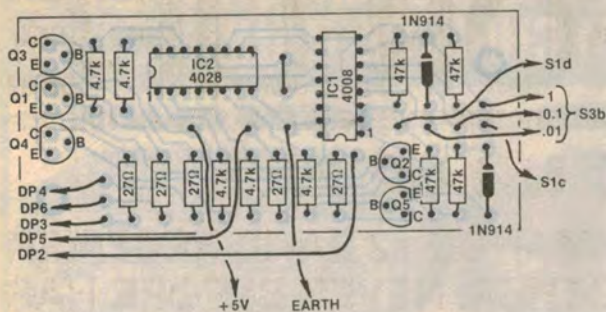 1N914
C
Q3
B
E
4.7k
4.7k
IC2
4028
1
IC1
4008
1
47k
47k
S1d
C
Q1
B
E
1
0.1
.01
S3b
C
Q4
B
E
27Ω
27Ω
27Ω
4.7k
4.7k
27Ω
27Ω
E
B
Q2
C
E
B
Q5
C
47k
47k
S1c
1N914
DP4
DP6
DP3
DP5
DP2
+5V
EARTH